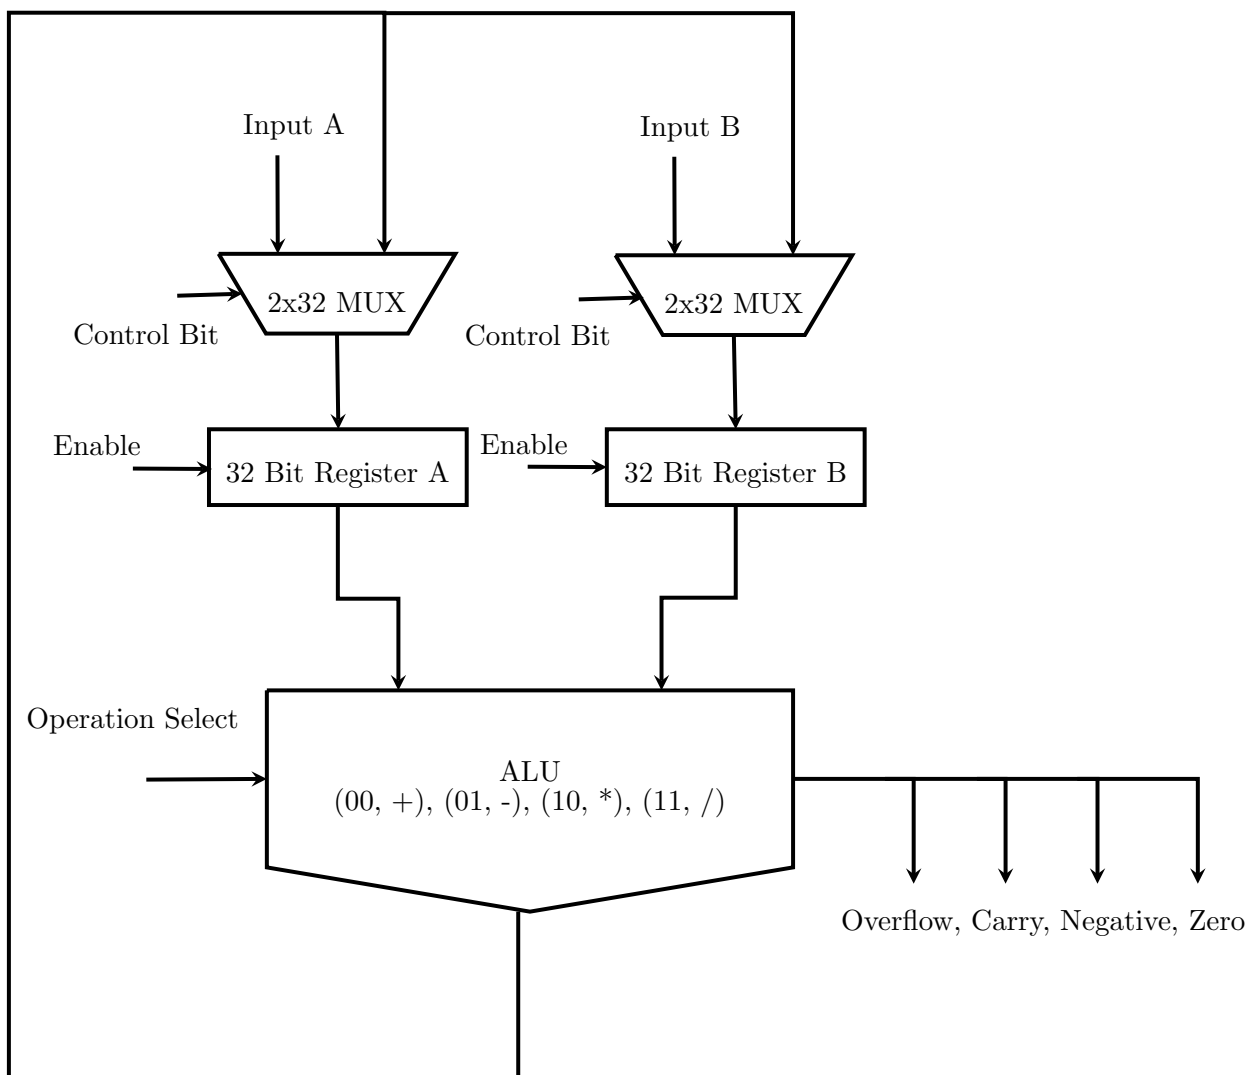 Input A
Input B
2x32 MUX
2x32 MUX
Control Bit
Control Bit
Enable
Enable
32 Bit Register A
32 Bit Register B
Operation Select
ALU
(00, +), (01, -), (10, *), (11, /)
Overflow, Carry, Negative, Zero